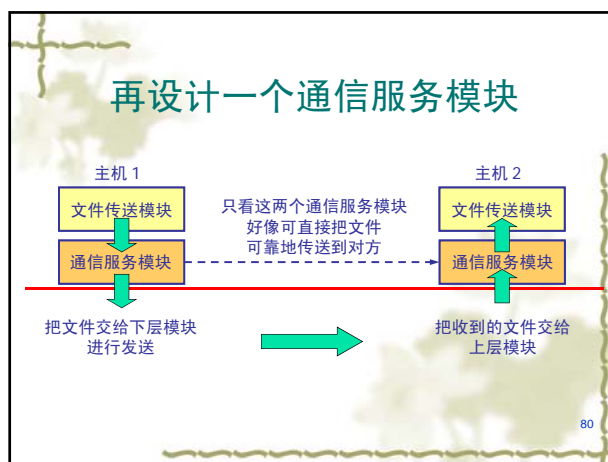 再设计一个通信服务模块
主机 1
主机 2
文件传送模块
只看这两个通信服务模块
好像可直接把文件
可靠地传送到对方
文件传送模块
通信服务模块
通信服务模块
把文件交给下层模块
进行发送
把收到的文件交给
上层模块
80